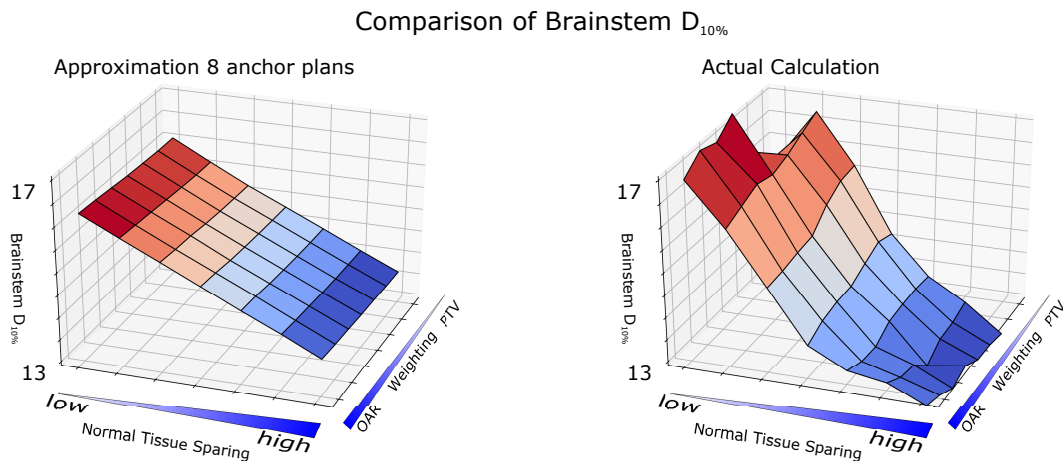 Comparison of Brainstem D10%
Approximation 8 anchor plans
17
Brainstem D10%
13
low
Normal Tissue Sparing
high
OAR Weighting PTV
Actual Calculation
17
Brainstem D10%
13
low
Normal Tissue Sparing
high
OAR Weighting PTV